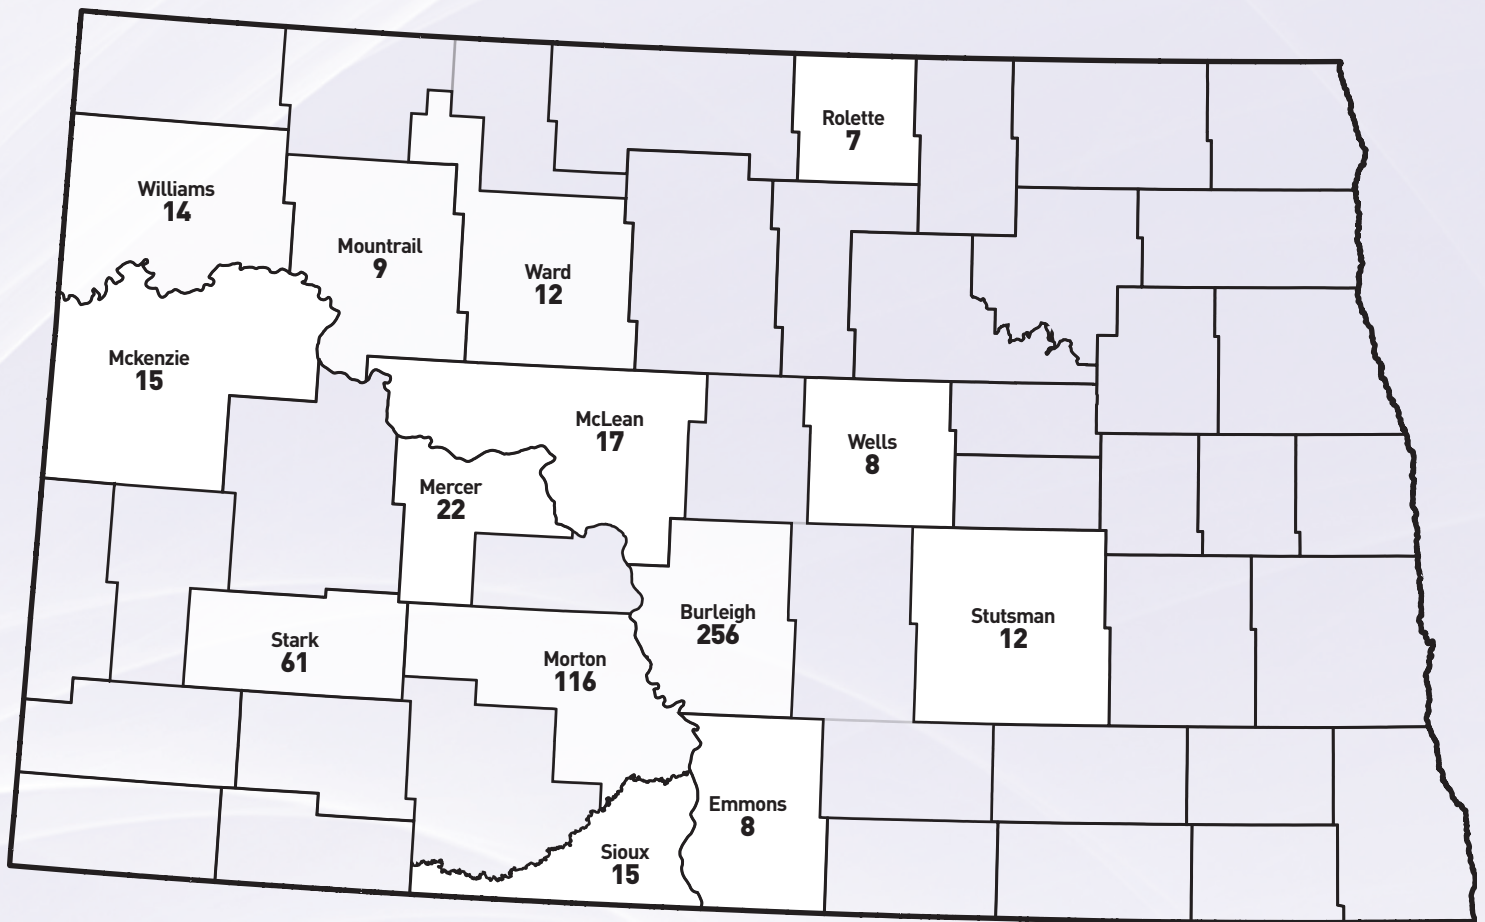 Rolette
7
Williams
14
Mountrail
9
Ward
12
Mckenzie
15
McLean
17
Wells
8
Mercer
22
Burleigh
256
Stutsman
12
Stark
61
Morton
116
Emmons
8
Sioux
15